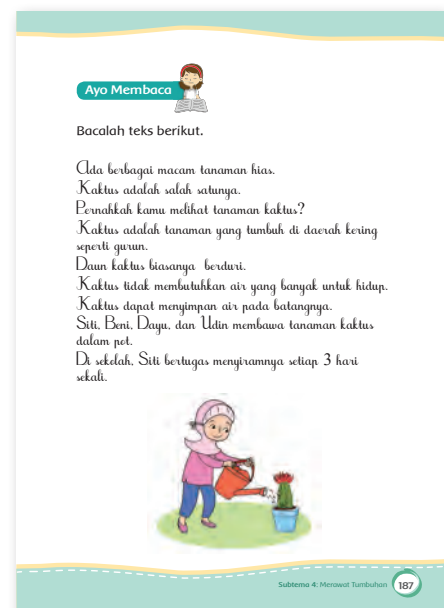 Ayo Membaca
Bacalah teks berikut.
Ada berbagai macam tanaman hias.
Kaktus adalah salah satunya.
Pernahkah kamu melihat tanaman kaktus?
Kaktus adalah tanaman yang tumbuh di daerah kering
seperti gurun.
Daun kaktus biasanya berduri.
Kaktus tidak membutuhkan air yang banyak untuk hidup.
Kaktus dapat menyimpan air pada batangnya.
Siti, Beni, Dayu, dan Udin membawa tanaman kaktus
dalam pot.
Di sekolah, Siti bertugas menyiramnya setiap 3 hari
sekali.
Subtema 4: Merawat Tumbuhan 187